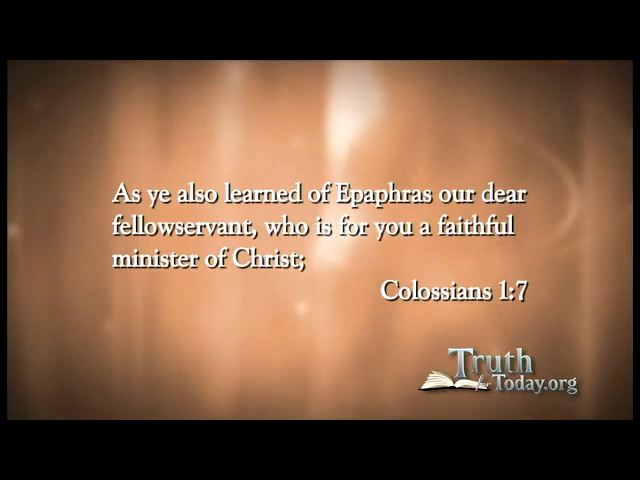 As ye also learned of Epaphras our dear
fellowservant, who is for you a faithful
minister of Christ;
Colossians 1:7
Truth
for Today.org